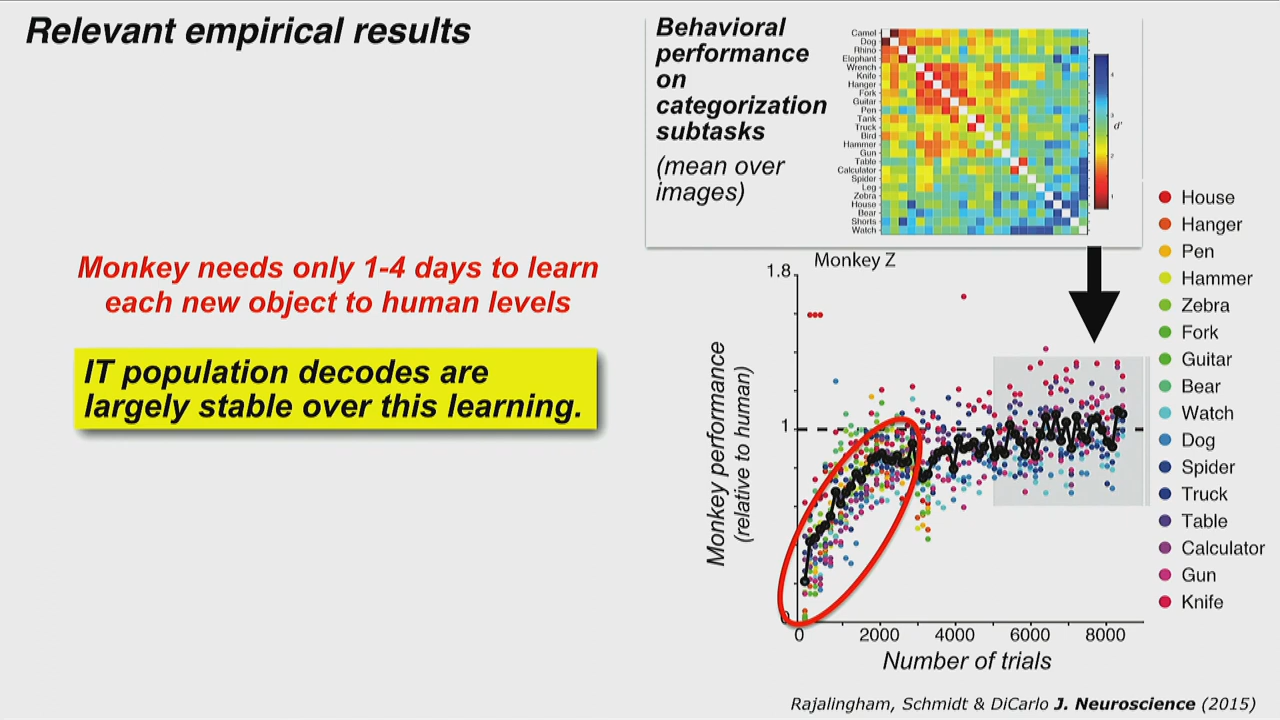 Relevant empirical results
Behavioral
performance
on
categorization
subtasks
(mean over
images)
Camel
Dog
Rhino
Elephant
Wrench
Knife
Hanger
Fork
Guitar
Pen
Tank
Truck
Bird
Hammer
Gun
Table
Calculator
Spider
Leg
Zebra
House
Bear
Shorts
Watch
4
3
2
1
d'
Monkey needs only 1-4 days to learn
each new object to human levels
IT population decodes are
largely stable over this learning.
Monkey Z
1.8
1
0
Monkey performance
(relative to human)
0
2000
4000
6000
8000
Number of trials
House
Hanger
Pen
Hammer
Zebra
Fork
Guitar
Bear
Watch
Dog
Spider
Truck
Table
Calculator
Gun
Knife
Rajalingham, Schmidt & DiCarlo J. Neuroscience (2015)